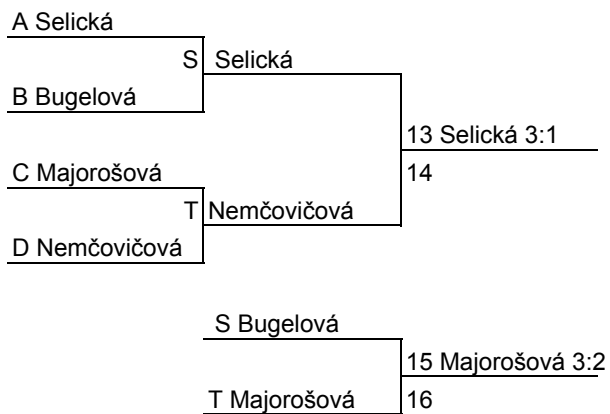 A Selická
S Selická
B Bugelová
13 Selická 3:1
C Majorošová
14
T Nemčovičová
D Nemčovičová
S Bugelová
15 Majorošová 3:2
T Majorošová
16